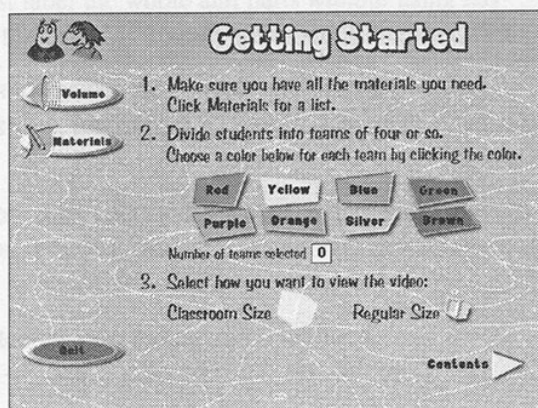 Getting Started
Volume
Materials
1. Make sure you have all the materials you need.
Click Materials for a list.
2. Divide students into teams of four or so.
Choose a color below for each team by clicking the color.
Red Yellow Blue Green
Purple Orange Silver Brown
Number of teams selected 0
3. Select how you want to view the video:
Classroom Size Regular Size
Quit
Contents